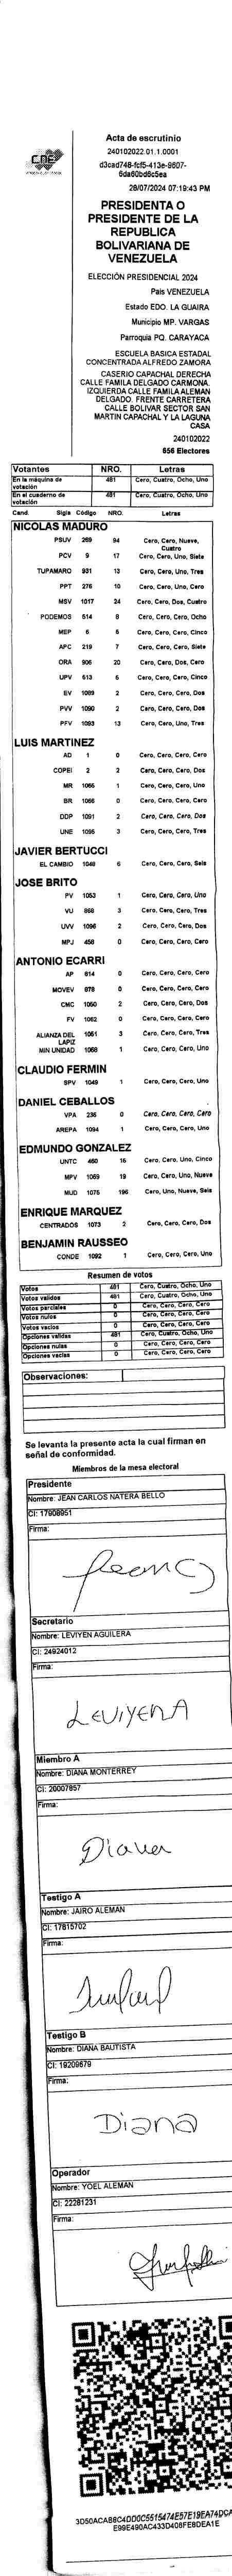 CNE
Acta de escrutinio
240102022.01.1.0001
d3cad748-fcf5-413e-9607-
6da60bd6c5ea
28/07/2024 07:19:43 PM
PRESIDENTA O
PRESIDENTE DE LA
REPUBLICA
BOLIVARIANA DE
VENEZUELA
ELECCIÓN PRESIDENCIAL 2024
Pais VENEZUELA
Estado EDO. LA GUAIRA
Municipio MP. VARGAS
Parroquia PQ. CARAYACA
ESCUELA BASICA ESTADAL
CONCENTRADA ALFREDO ZAMORA
CASERIO CAPACHAL DERECHA
CALLE FAMILA DELGADO CARMONA.
IZQUIERDA CALLE FAMILA ALEMAN
DELGADO. FRENTE CARRETERA
CALLE BOLIVAR SECTOR SAN
MARTIN CAPACHAL Y LA LAGUNA
CASA
240102022
656 Electores
Votantes NRO. Letras
En la máquina de votación 481 Cero, Cuatro, Ocho, Uno
En el cuaderno de votación 481 Cero, Cuatro, Ocho, Uno
Cand. Sigla Código NRO. Letras
NICOLAS MADURO
PSUV 269 94 Cero, Cero, Nueve, Cuatro
PCV 9 17 Cero, Cero, Uno, Siete
TUPAMARO 931 13 Cero, Cero, Uno, Tres
PPT 276 10 Cero, Cero, Uno, Cero
MSV 1017 24 Cero, Cero, Dos, Cuatro
PODEMOS 514 8 Cero, Cero, Cero, Ocho
MEP 6 5 Cero, Cero, Cero, Cinco
APC 219 7 Cero, Cero, Cero, Siete
ORA 906 20 Cero, Cero, Dos, Cero
UPV 513 5 Cero, Cero, Cero, Cinco
EV 1089 2 Cero, Cero, Cero, Dos
PVV 1090 2 Cero, Cero, Cero, Dos
PFV 1093 13 Cero, Cero, Uno, Tres
LUIS MARTINEZ
AD 1 0 Cero, Cero, Cero, Cero
COPEI 2 2 Cero, Cero, Cero, Dos
MR 1065 1 Cero, Cero, Cero, Uno
BR 1066 0 Cero, Cero, Cero, Cero
DDP 1091 2 Cero, Cero, Cero, Dos
UNE 1095 3 Cero, Cero, Cero, Tres
JAVIER BERTUCCI
EL CAMBIO 1048 6 Cero, Cero, Cero, Seis
JOSE BRITO
PV 1053 1 Cero, Cero, Cero, Uno
VU 868 3 Cero, Cero, Cero, Tres
UVV 1096 2 Cero, Cero, Cero, Dos
MPJ 458 0 Cero, Cero, Cero, Cero
ANTONIO ECARRI
AP 814 0 Cero, Cero, Cero, Cero
MOVEV 878 0 Cero, Cero, Cero, Cero
CMC 1050 2 Cero, Cero, Cero, Dos
FV 1062 0 Cero, Cero, Cero, Cero
ALIANZA DEL LAPIZ 1061 3 Cero, Cero, Cero, Tres
MIN UNIDAD 1068 1 Cero, Cero, Cero, Uno
CLAUDIO FERMIN
SPV 1049 1 Cero, Cero, Cero, Uno
DANIEL CEBALLOS
VPA 236 0 Cero, Cero, Cero, Cero
AREPA 1094 1 Cero, Cero, Cero, Uno
EDMUNDO GONZALEZ
UNTC 460 15 Cero, Cero, Uno, Cinco
MPV 1069 19 Cero, Cero, Uno, Nueve
MUD 1075 196 Cero, Uno, Nueve, Seis
ENRIQUE MARQUEZ
CENTRADOS 1073 2 Cero, Cero, Cero, Dos
BENJAMIN RAUSSEO
CONDE 1092 1 Cero, Cero, Cero, Uno
Resumen de votos
Votos 481 Cero, Cuatro, Ocho, Uno
Votos validos 481 Cero, Cuatro, Ocho, Uno
Votos parciales 0 Cero, Cero, Cero, Cero
Votos nulos 0 Cero, Cero, Cero, Cero
Votos vacios 0 Cero, Cero, Cero, Cero
Opciones validas 481 Cero, Cuatro, Ocho, Uno
Opciones nulas 0 Cero, Cero, Cero, Cero
Opciones vacias 0 Cero, Cero, Cero, Cero
Observaciones:
Se levanta la presente acta la cual firman en
señal de conformidad.
Miembros de la mesa electoral
Presidente
Nombre: JEAN CARLOS NATERA BELLO
CI: 17908951
Firma:
Secretario
Nombre: LEVIYEN AGUILERA
CI: 24924012
Firma:
LEVIYEN A
Miembro A
Nombre: DIANA MONTERREY
CI: 20007857
Firma:
Diana
Testigo A
Nombre: JAIRO ALEMAN
CI: 17815702
Firma:
Testigo B
Nombre: DIANA BAUTISTA
CI: 19209679
Firma:
Diana
Operador
Nombre: YOEL ALEMAN
CI: 22281231
Firma: